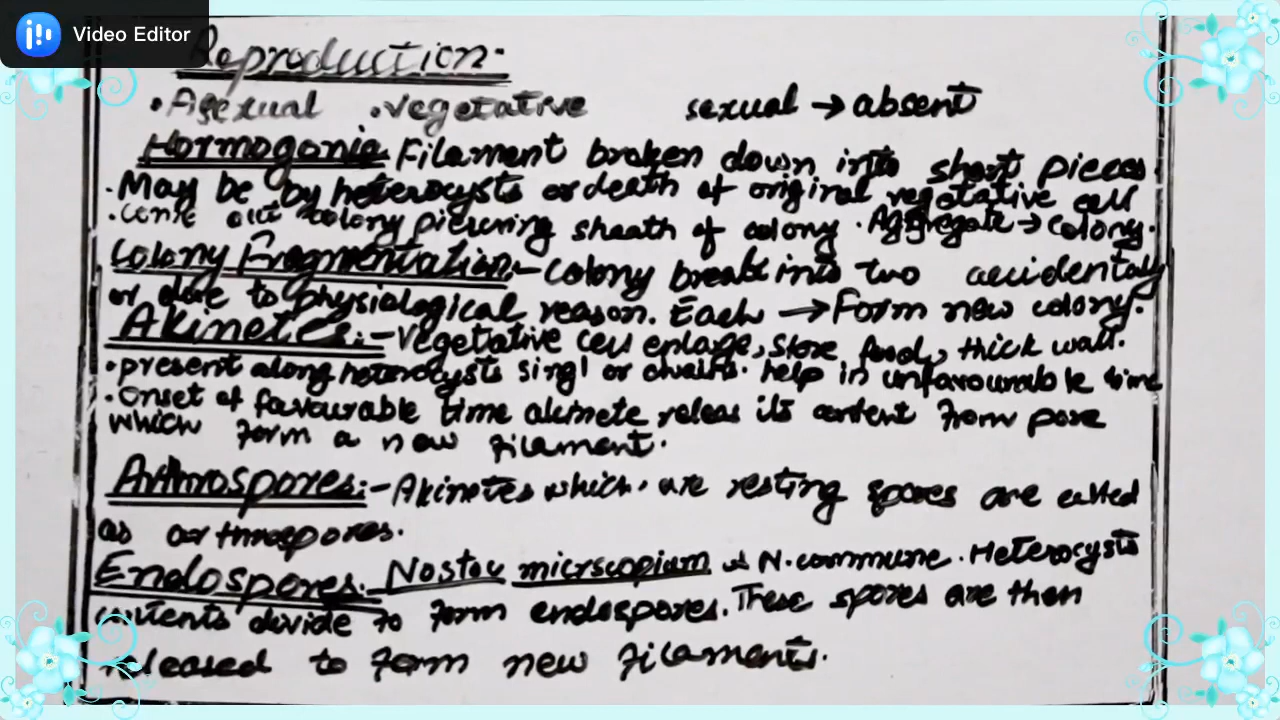 Video Editor
Reproduction.
• Asexual • vegetative sexual → absent
Hormogonia Filament broken down into short pieces
• May be by heterocysts or death of original vegetative cell
• come out colony piercing sheath of colony • Aggregate → colony.
Colony Fragmentation:- Colony break into two accidentaly
or due to physiological reason. Each → Form new colony.
Akinetes:- Vegetative cell enlage, store food, thick wall.
• present along heterocysts singl or chains. help in unfavourable time
• Onset of favourable time akinete releas its content from pore
which form a new filament.
Arthrospores:- Akinetes which are resting spores are called
as arthrospores.
Endospores:- Nostoc micrscopium N. commune. Heterocysts
contents divide to form endospores. These spores are then
released to form new filaments.